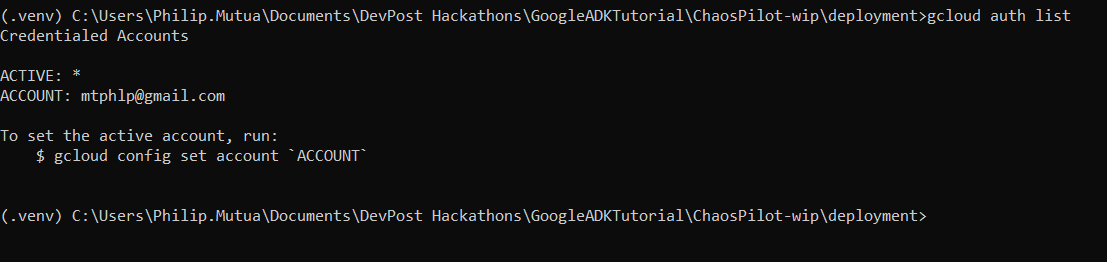 (.venv) C:\Users\Philip.Mutua\Documents\DevPost Hackathons\GoogleADKTutorial\ChaosPilot-wip\deployment>gcloud auth list
Credentialed Accounts
ACTIVE: *
ACCOUNT: mtphlp@gmail.com
To set the active account, run:
    $ gcloud config set account `ACCOUNT`
(.venv) C:\Users\Philip.Mutua\Documents\DevPost Hackathons\GoogleADKTutorial\ChaosPilot-wip\deployment>